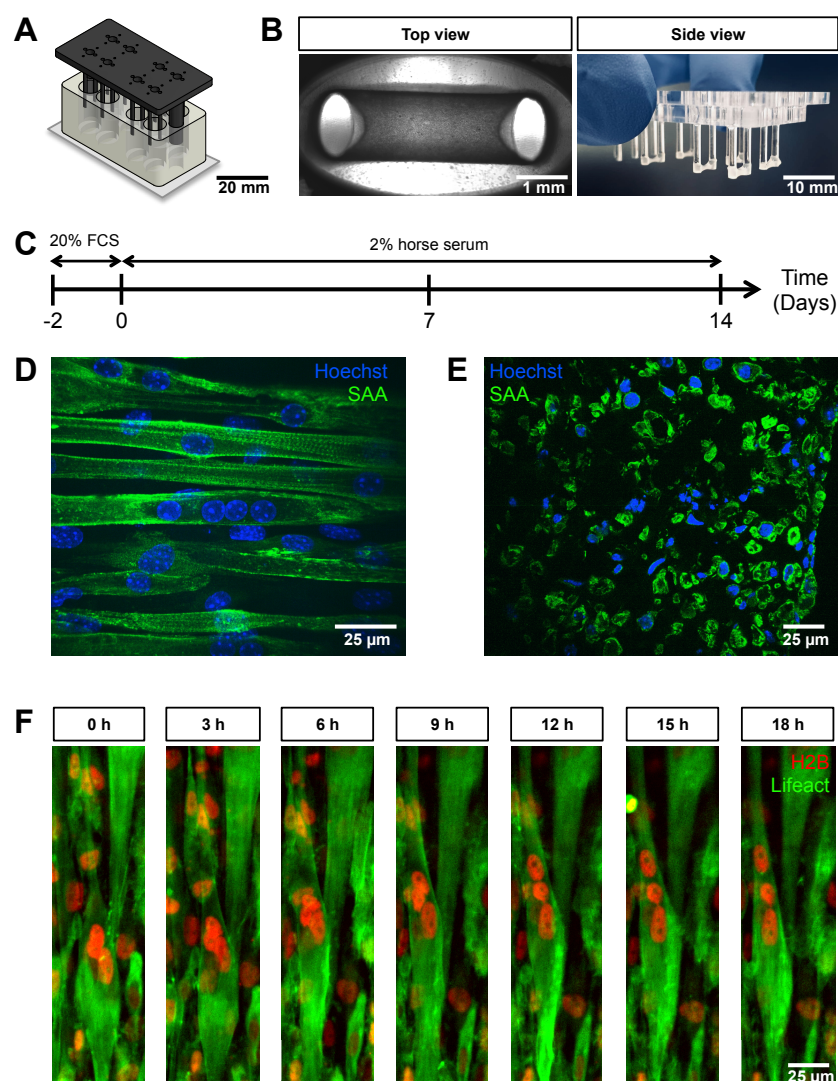 A
20 mm
B
Top view
Side view
1 mm
10 mm
C
20% FCS
2% horse serum
Time
(Days)
-2
0
7
14
D
Hoechst
SAA
25 µm
E
Hoechst
SAA
25 µm
F
0 h
3 h
6 h
9 h
12 h
15 h
18 h
H2B
Lifeact
25 µm